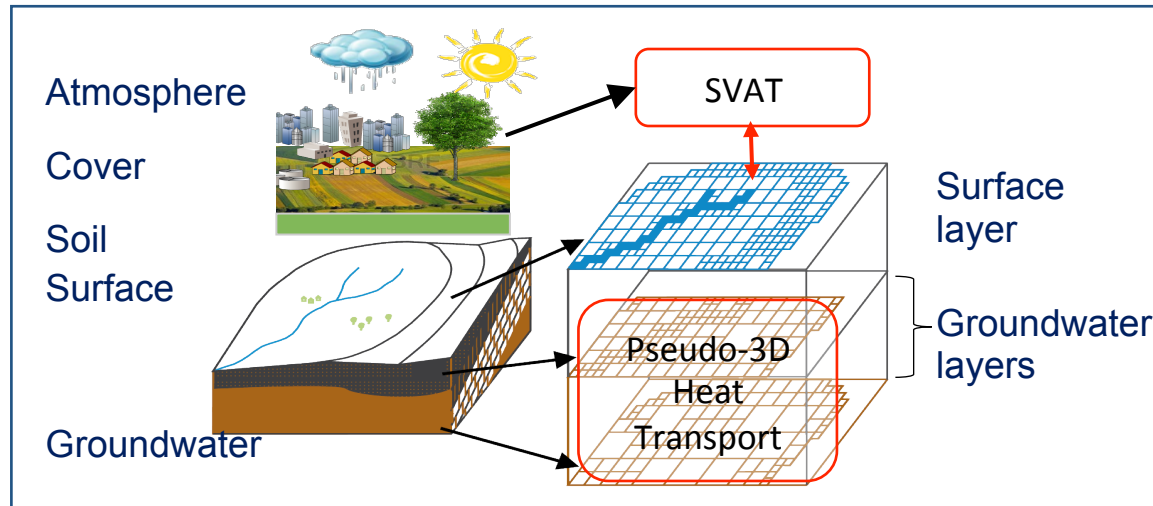 Atmosphere
SVAT
Cover
Soil
Surface
layer
Surface
Groundwater
layers
Pseudo-3D
Heat
Transport
Groundwater